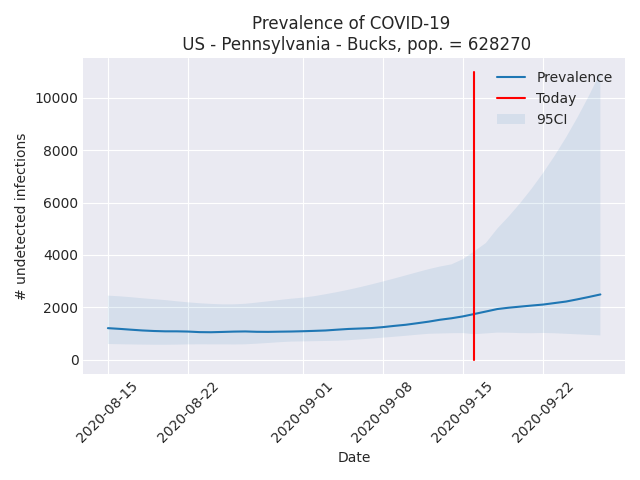 Prevalence of COVID-19
US - Pennsylvania - Bucks, pop. = 628270
Prevalence
Today
95CI
10000
8000
6000
4000
2000
0
# undetected infections
2020-08-15
2020-08-22
2020-09-01
2020-09-08
2020-09-15
2020-09-22
Date